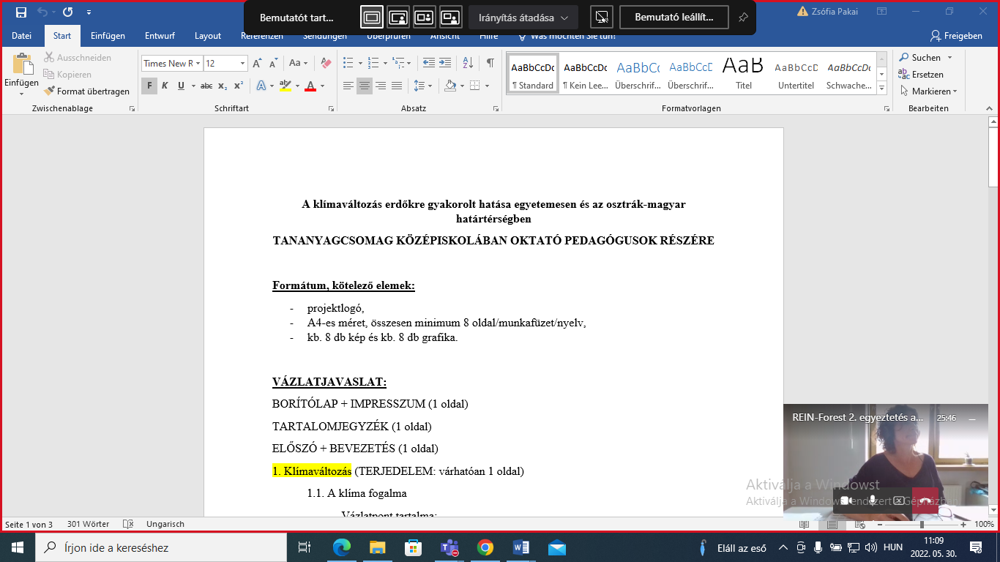 Bemutatót tart...
Irányítás átadása
Bemutató leállít...
Zsófia Pakai
Datei Start Einfügen Entwurf Layout Referenzen Sendungen Überprüfen Ansicht Hilfe Was möchten Sie tun?
Freigeben
Einfügen
Ausschneiden
Kopieren
Format übertragen
Zwischenablage
Times New R 12
F K U abc x₂ x²
Schriftart
Absatz
AaBbCcDc AaBbCcDc AaBbCc AaBbCcD AaB AaBbCcD AaBbCcDc
¶ Standard ¶ Kein Lee... Überschrif... Überschrif... Titel Untertitel Schwache...
Formatvorlagen
Suchen
Ersetzen
Markieren
Bearbeiten
A klímaváltozás erdőkre gyakorolt hatása egyetemesen és az osztrák-magyar
határtérségben
TANANYAGCSOMAG KÖZÉPISKOLÁBAN OKTATÓ PEDAGÓGUSOK RÉSZÉRE
Formátum, kötelező elemek:
- projektlogó,
- A4-es méret, összesen minimum 8 oldal/munkafüzet/nyelv,
- kb. 8 db kép és kb. 8 db grafika.
VÁZLATJAVASLAT:
BORÍTÓLAP + IMPRESSZUM (1 oldal)
TARTALOMJEGYZÉK (1 oldal)
ELŐSZÓ + BEVEZETÉS (1 oldal)
1. Klímaváltozás (TERJEDELEM: várhatóan 1 oldal)
1.1. A klíma fogalma
Vázlatpont tartalma:
REIN-Forest 2. egyeztetés a... 25:46
Aktiválja a Windowst
Aktiválja a Windows rendszert a Gépházban
Seite 1 von 3 301 Wörter Ungarisch
100%
Írjon ide a kereséshez
Eláll az eső
HUN
11:09
2022. 05. 30.